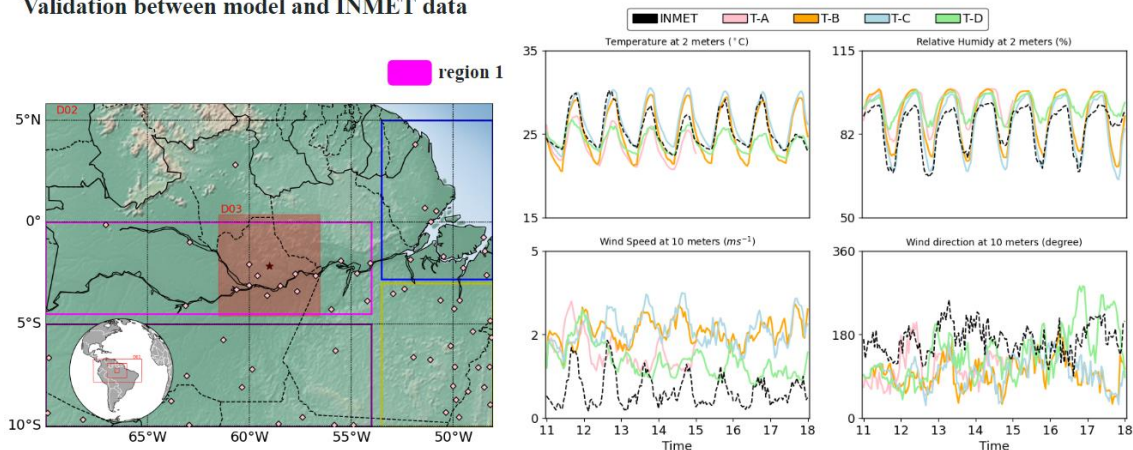 Validation between model and INMET data
region 1
D02
D03
5°N
0°
5°S
10°S
65°W
60°W
55°W
50°W
INMET
T-A
T-B
T-C
T-D
Temperature at 2 meters (°C)
35
25
15
Relative Humidy at 2 meters (%)
115
82
50
Wind Speed at 10 meters (ms⁻¹)
5
2
0
11 12 13 14 15 16 17 18
Time
Wind direction at 10 meters (degree)
360
180
0
11 12 13 14 15 16 17 18
Time